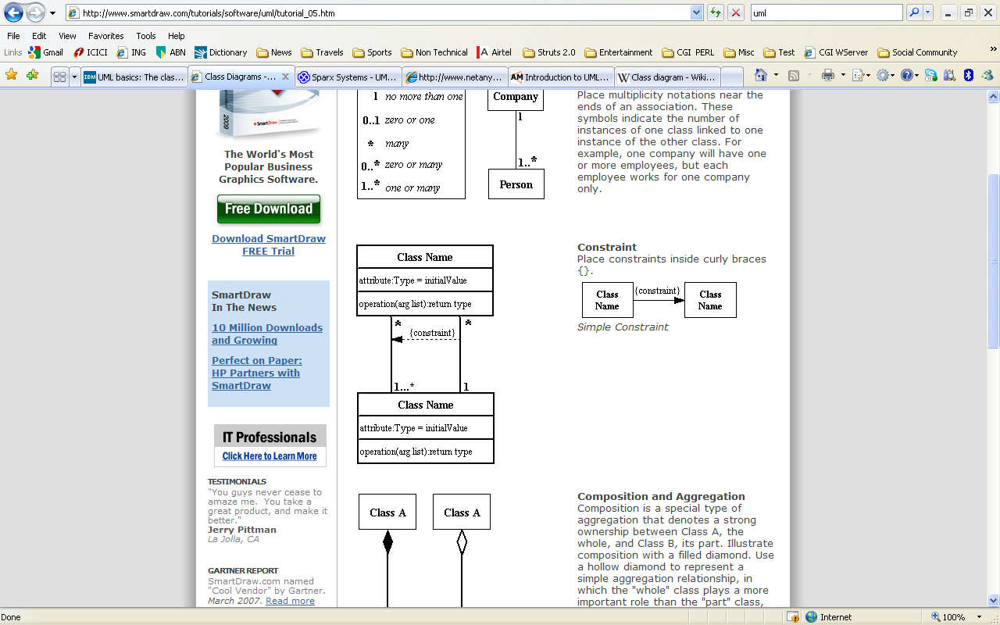 http://www.smartdraw.com/tutorials/software/uml/tutorial_05.htm
uml
File Edit View Favorites Tools Help
Links Gmail ICICI ING ABN Dictionary News Travels Sports Non Technical Airtel Struts 2.0 Entertainment CGI PERL Misc Test CGI WServer Social Community »
IBM UML basics: The clas... Class Diagrams -... Sparx Systems - UM... http://www.netany... AM Introduction to UML... W Class diagram - Wiki...
2009
SmartDraw
The World's Most
Popular Business
Graphics Software.
Free Download
Download SmartDraw
FREE Trial
SmartDraw
In The News
10 Million Downloads
and Growing
Perfect on Paper:
HP Partners with
SmartDraw
IT Professionals
Click Here to Learn More
TESTIMONIALS
"You guys never cease to
amaze me. You take a
great product, and make it
better."
Jerry Pittman
La Jolla, CA
GARTNER REPORT
SmartDraw.com named
"Cool Vendor" by Gartner.
March 2007. Read more
1 no more than one
0..1 zero or one
* many
0..* zero or many
1..* one or many
Company
1
1..*
Person
Place multiplicity notations near the
ends of an association. These
symbols indicate the number of
instances of one class linked to one
instance of the other class. For
example, one company will have one
or more employees, but each
employee works for one company
only.
Class Name
attribute:Type = initialValue
operation(arg list):return type
* *
{constraint}
1...* 1
Class Name
attribute:Type = initialValue
operation(arg list):return type
Constraint
Place constraints inside curly braces
{}.
Class
Name
{constraint}
Class
Name
Simple Constraint
Class A
Class A
Composition and Aggregation
Composition is a special type of
aggregation that denotes a strong
ownership between Class A, the
whole, and Class B, its part. Illustrate
composition with a filled diamond. Use
a hollow diamond to represent a
simple aggregation relationship, in
which the "whole" class plays a more
important role than the "part" class,
Done
Internet
100%